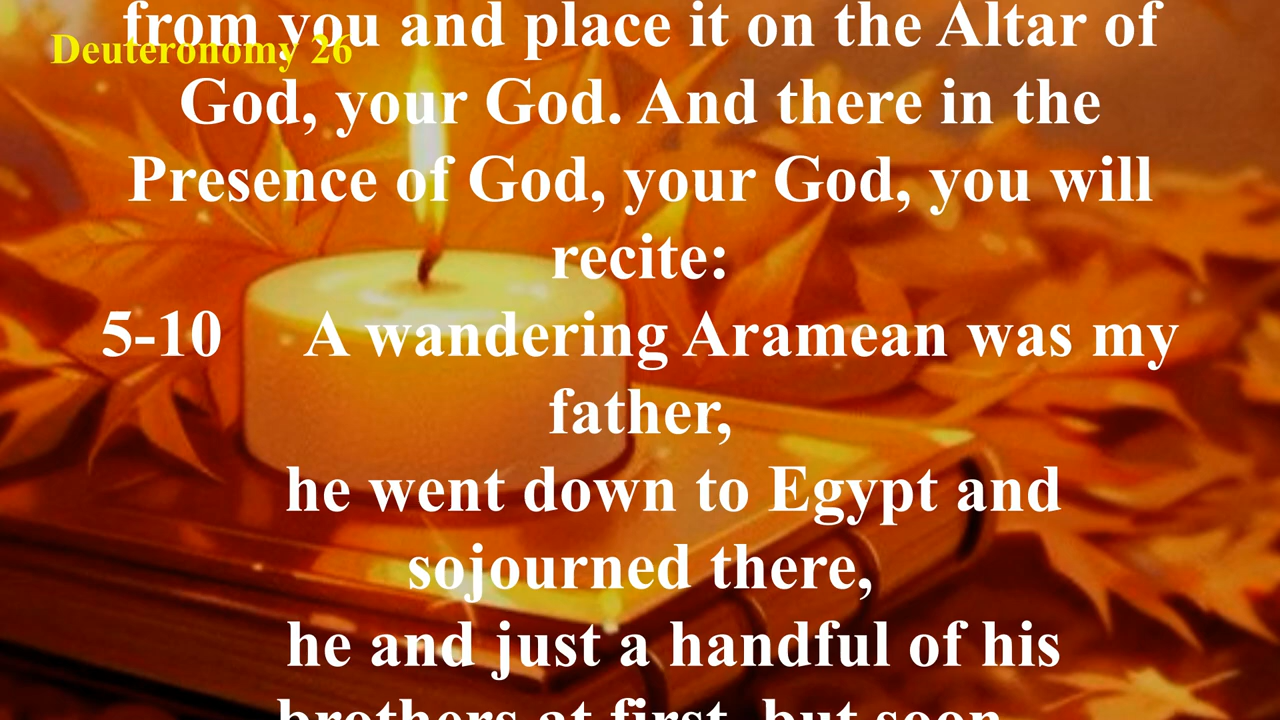 from you and place it on the Altar of
Deuteronomy 26
God, your God. And there in the
Presence of God, your God, you will
recite:
5-10 A wandering Aramean was my
father,
he went down to Egypt and
sojourned there,
he and just a handful of his
brothers at first, but soon